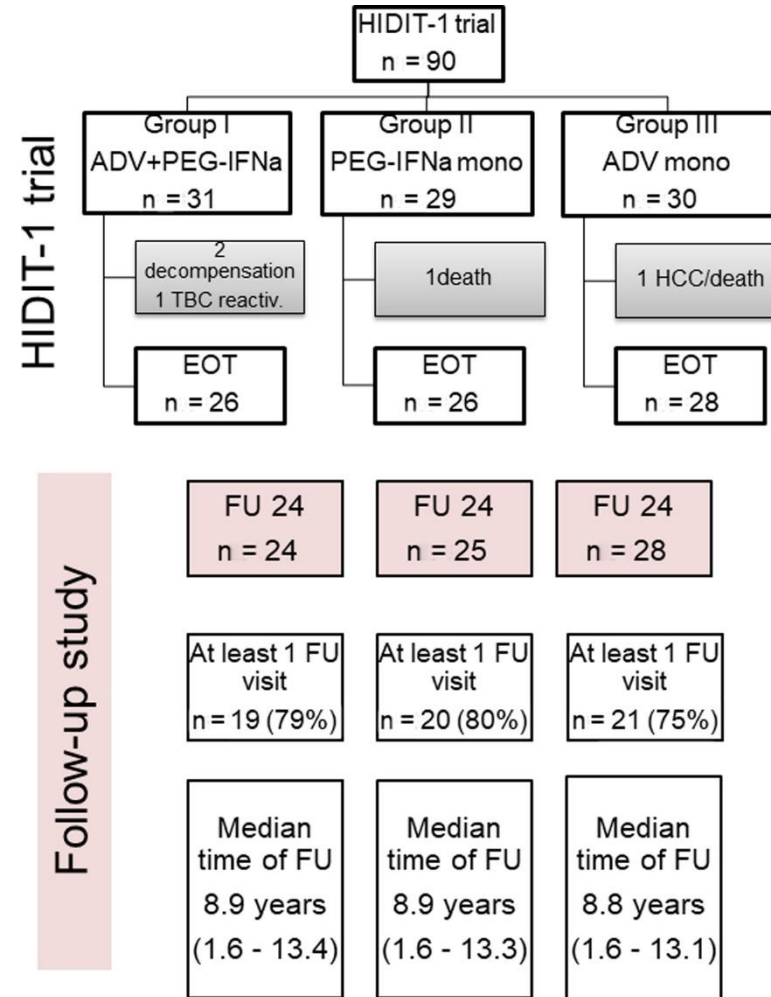 HIDIT-1 trial
n = 90
HIDIT-1 trial
Group I
ADV+PEG-IFNa
n = 31
Group II
PEG-IFNa mono
n = 29
Group III
ADV mono
n = 30
2
decompensation
1 TBC reactiv.
1death
1 HCC/death
EOT
n = 26
EOT
n = 26
EOT
n = 28
Follow-up study
FU 24
n = 24
FU 24
n = 25
FU 24
n = 28
At least 1 FU
visit
n = 19 (79%)
At least 1 FU
visit
n = 20 (80%)
At least 1 FU
visit
n = 21 (75%)
Median
time of FU
8.9 years
(1.6 - 13.4)
Median
time of FU
8.9 years
(1.6 - 13.3)
Median
time of FU
8.8 years
(1.6 - 13.1)